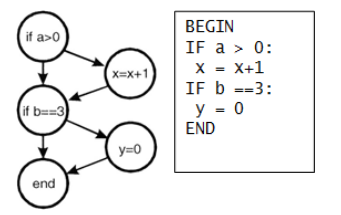 if a>0
x=x+1
if b==3
y=0
end
BEGIN
IF a > 0:
x = x+1
IF b ==3:
y = 0
END